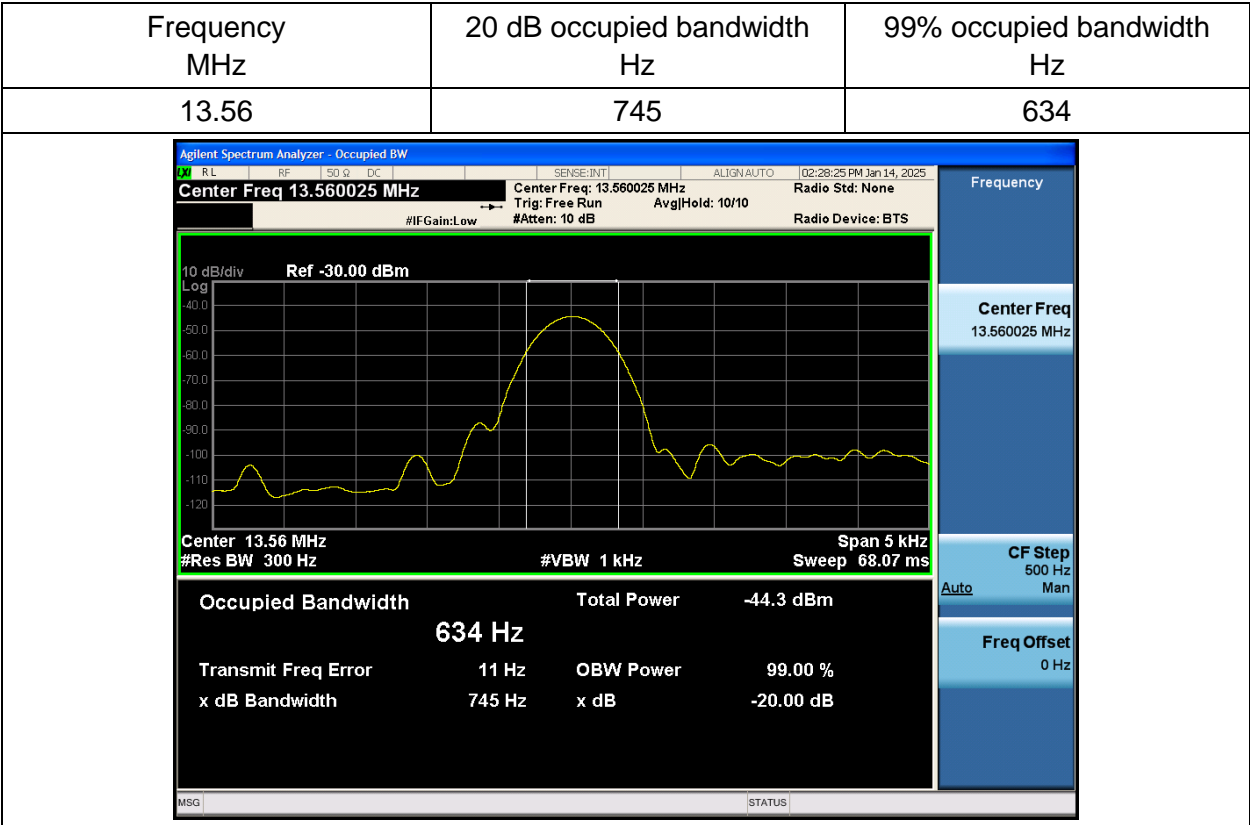 Frequency
MHz
20 dB occupied bandwidth
Hz
99% occupied bandwidth
Hz
13.56 745 634
Agilent Spectrum Analyzer - Occupied BW
LXI RL RF 50 Ω DC SENSE:INT ALIGN AUTO 02:28:25 PM Jan 14, 2025
Center Freq 13.560025 MHz
Center Freq: 13.560025 MHz Radio Std: None
Trig: Free Run Avg|Hold: 10/10
#IFGain:Low #Atten: 10 dB Radio Device: BTS
10 dB/div Ref -30.00 dBm
Log
-40.0
-50.0
-60.0
-70.0
-80.0
-90.0
-100
-110
-120
Center 13.56 MHz Span 5 kHz
#Res BW 300 Hz #VBW 1 kHz Sweep 68.07 ms
Occupied Bandwidth Total Power -44.3 dBm
634 Hz
Transmit Freq Error 11 Hz OBW Power 99.00 %
x dB Bandwidth 745 Hz x dB -20.00 dB
Frequency
Center Freq
13.560025 MHz
CF Step
500 Hz
Auto Man
Freq Offset
0 Hz
MSG STATUS